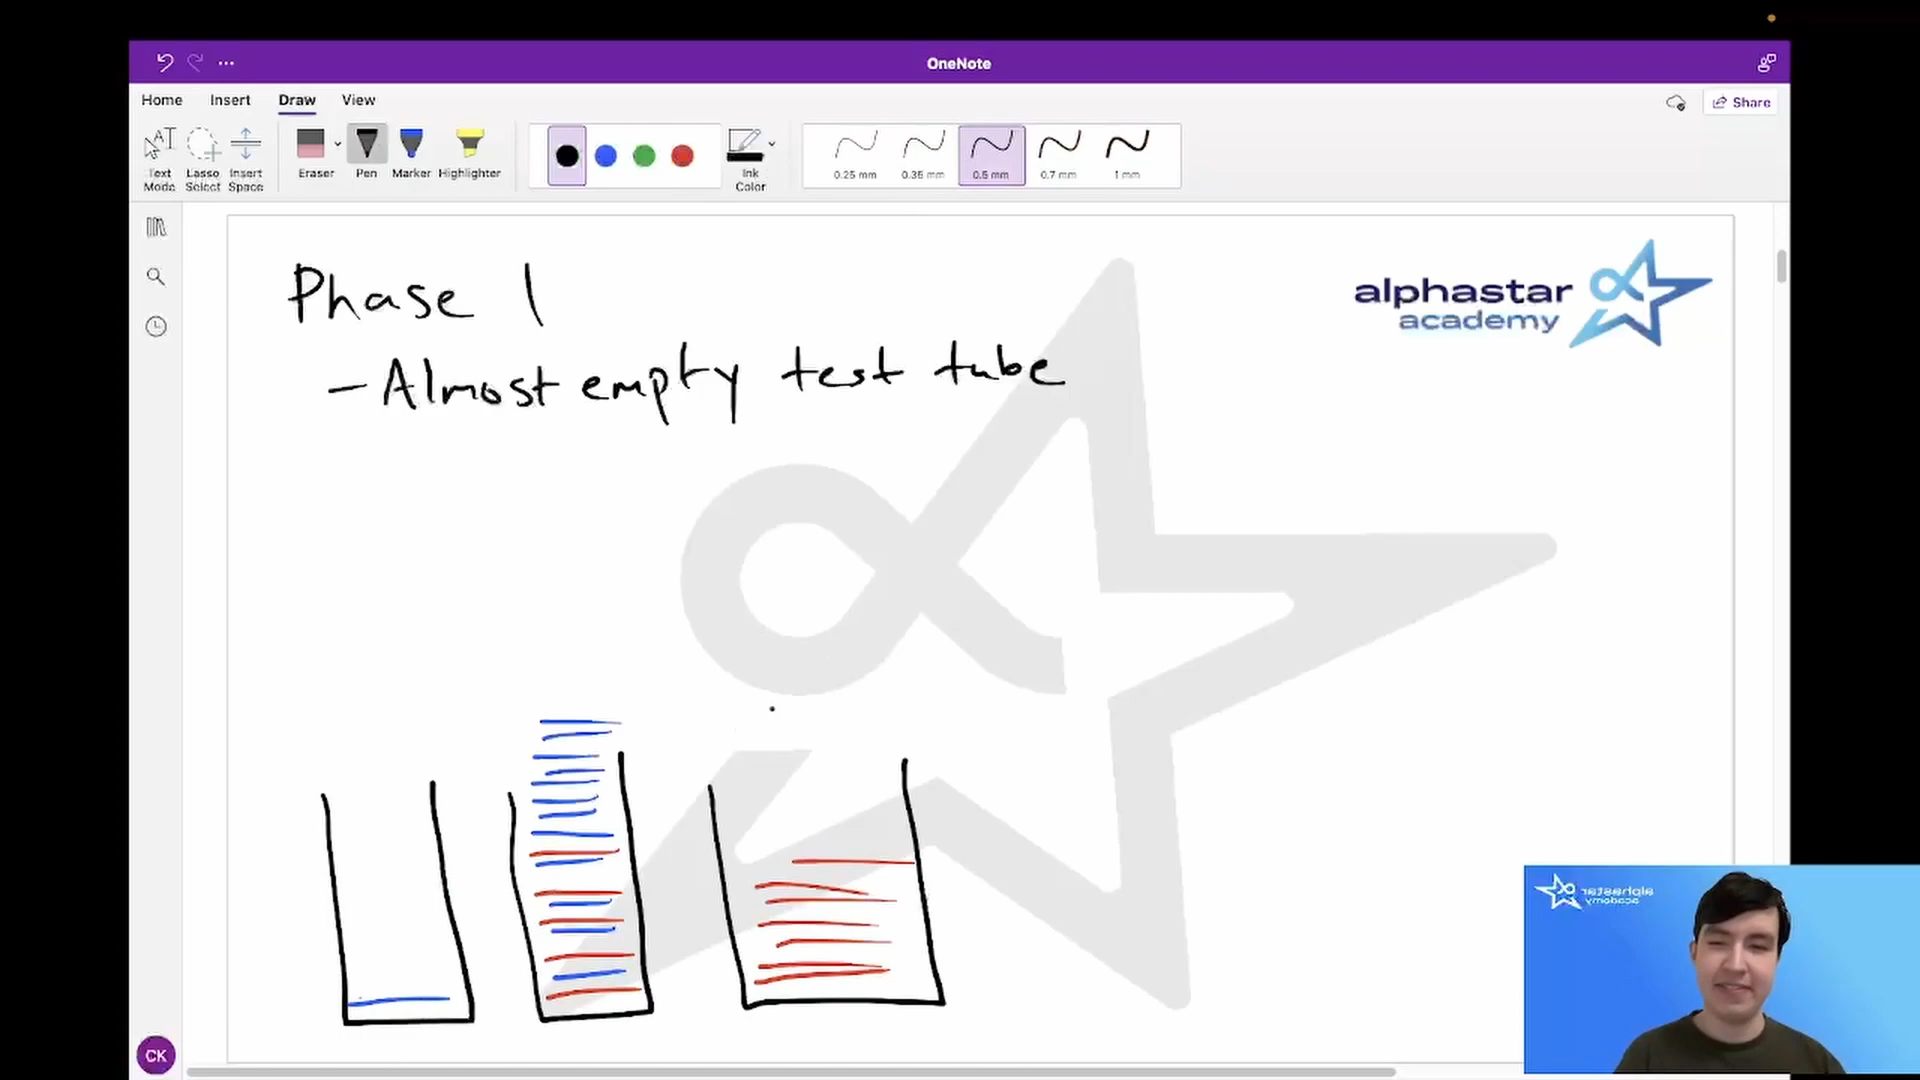 OneNote
Home Insert Draw View
Share
Text Mode
Lasso Select
Insert Space
Eraser
Pen
Marker
Highlighter
Ink Color
0.25 mm
0.35 mm
0.5 mm
0.7 mm
1 mm
Phase 1
- Almost empty test tube
alphastar
academy
CK
alphastar
academy